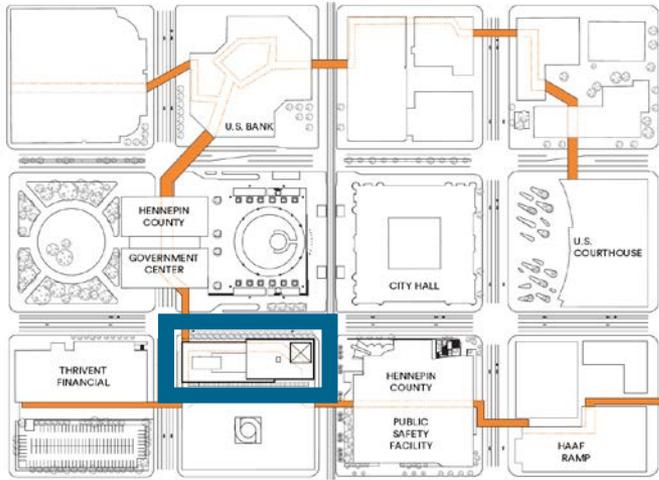 U.S. BANK
HENNEPIN
COUNTY
GOVERNMENT
CENTER
CITY HALL
U.S.
COURTHOUSE
THRIVENT
FINANCIAL
HENNEPIN
COUNTY
PUBLIC
SAFETY
FACILITY
HAAF
RAMP